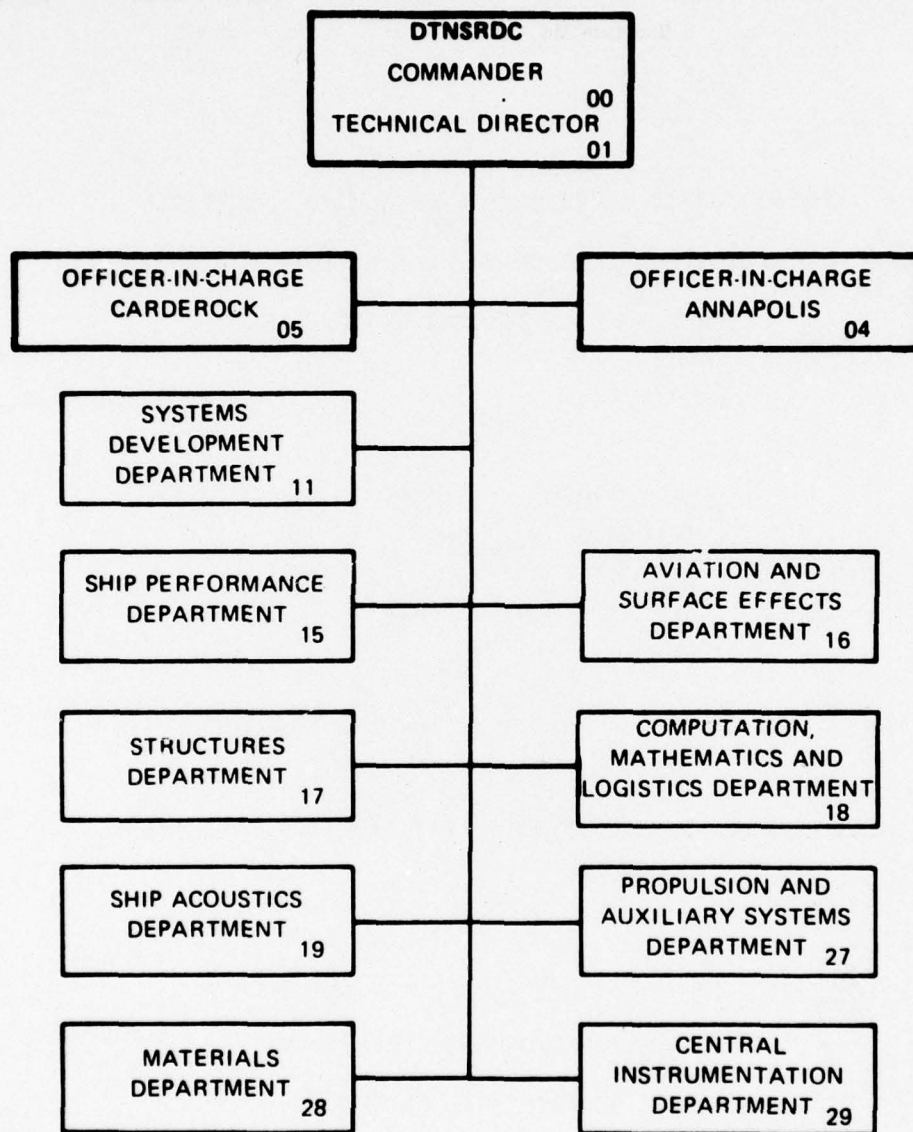 DTNSRDC
COMMANDER
00
TECHNICAL DIRECTOR
01
OFFICER-IN-CHARGE
CARDEROCK
05
OFFICER-IN-CHARGE
ANNAPOLIS
04
SYSTEMS
DEVELOPMENT
DEPARTMENT
11
SHIP PERFORMANCE
DEPARTMENT
15
AVIATION AND
SURFACE EFFECTS
DEPARTMENT
16
STRUCTURES
DEPARTMENT
17
COMPUTATION,
MATHEMATICS AND
LOGISTICS DEPARTMENT
18
SHIP ACOUSTICS
DEPARTMENT
19
PROPULSION AND
AUXILIARY SYSTEMS
DEPARTMENT
27
MATERIALS
DEPARTMENT
28
CENTRAL
INSTRUMENTATION
DEPARTMENT
29